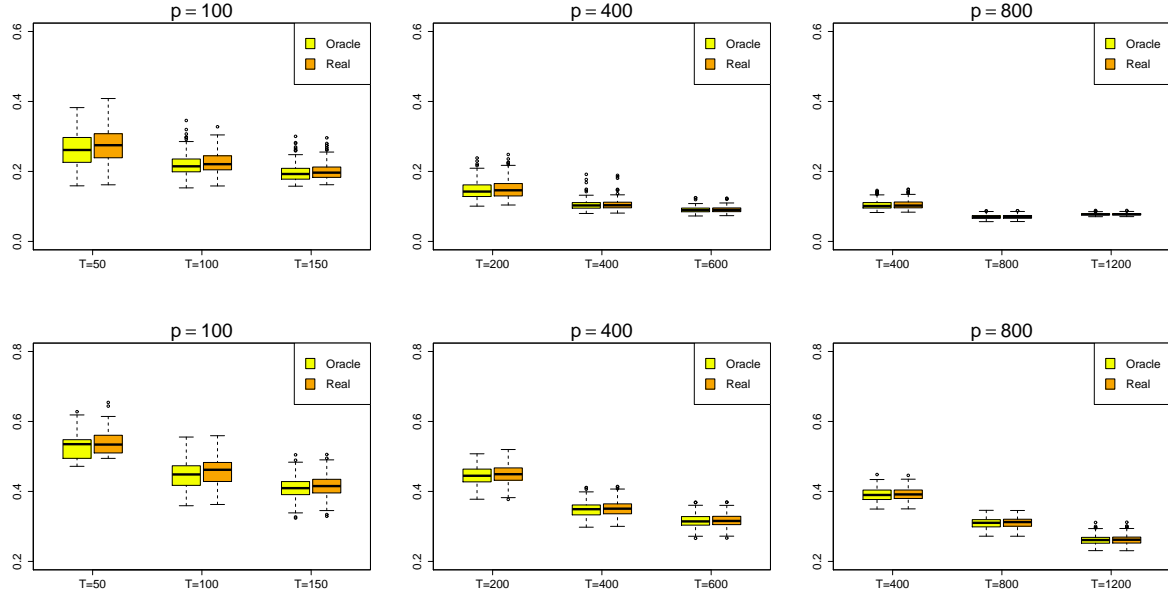 p = 100
0.6
0.4
0.2
0.0
Oracle
Real
T=50
T=100
T=150
p = 400
0.6
0.4
0.2
0.0
Oracle
Real
T=200
T=400
T=600
p = 800
0.6
0.4
0.2
0.0
Oracle
Real
T=400
T=800
T=1200
p = 100
0.8
0.6
0.4
0.2
Oracle
Real
T=50
T=100
T=150
p = 400
0.8
0.6
0.4
0.2
Oracle
Real
T=200
T=400
T=600
p = 800
0.8
0.6
0.4
0.2
Oracle
Real
T=400
T=800
T=1200